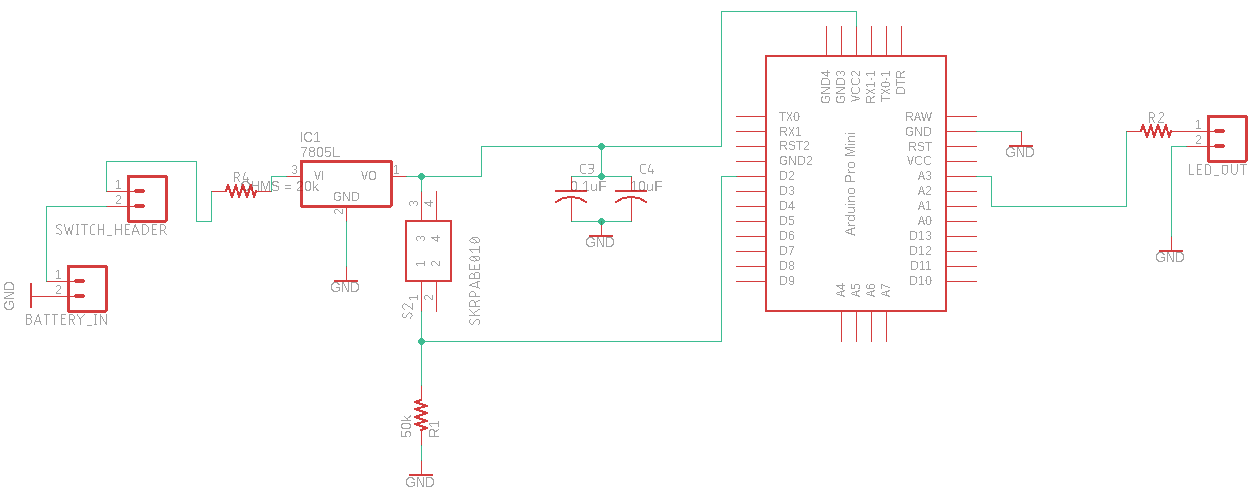 SWITCH_HEADER
1
2
BATTERY_IN
1
2
GND
R4
OHMS = 20k
IC1
7805L
3
VI
VO
1
GND
2
GND
3
4
3
4
1
2
1
2
S2
SKRPABE010
50k
R1
GND
C3
0.1uF
C4
10uF
GND
GND4
GND3
VCC2
RX1-1
TX0-1
DTR
TX0
RX1
RST2
GND2
D2
D3
D4
D5
D6
D7
D8
D9
Arduino Pro Mini
RAW
GND
RST
VCC
A3
A2
A1
A0
D13
D12
D11
D10
A4
A5
A6
A7
GND
R2
1
2
LED_OUT
GND